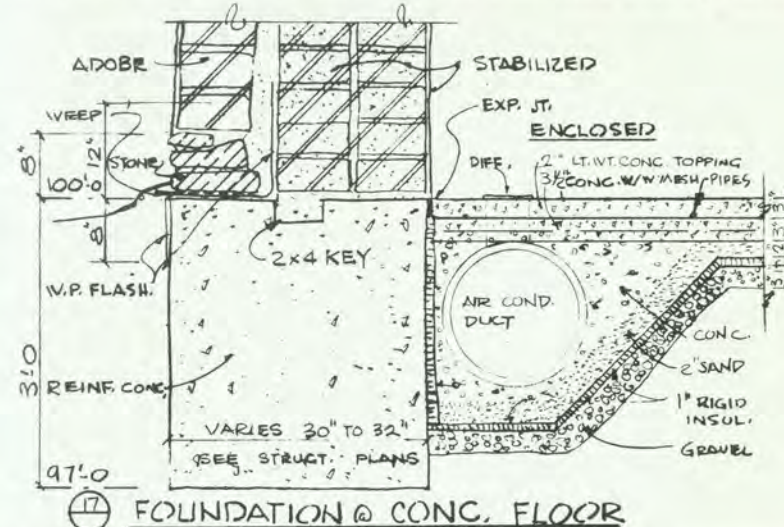 ADOBE
STABILIZED
WEEP
EXP. JT.
ENCLOSED
8"
12"
STONE
DIFF.
2" LT. WT. CONC. TOPPING
3 1/2" CONC. W/W MESH-PIPES
100'-0
8"
2x4 KEY
3"
3"
W.P. FLASH.
AIR COND.
DUCT
CONC.
2" SAND
3'-0
REINF. CONC.
1" RIGID
INSUL.
VARIES 30" TO 32"
(SEE STRUCT. PLANS
GRAVEL
97'-0
17 FOUNDATION @ CONC. FLOOR